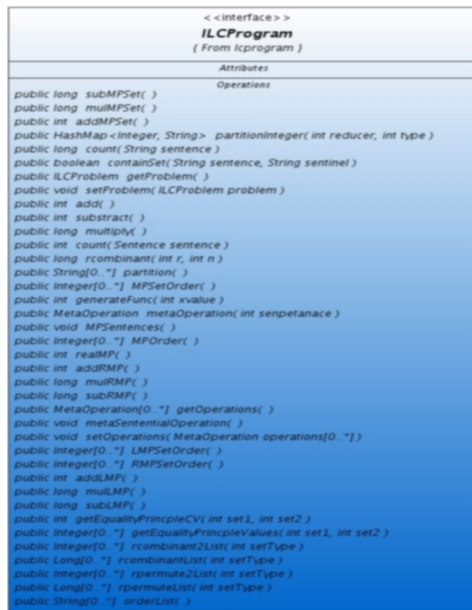 <<interface>>
ILCProgram
{ From lcprogram }
Attributes
Operations
public long subMPSet( )
public long mulMPSet( )
public int addMPSet( )
public HashMap<Integer, String> partitionInteger( int reducer, int type )
public long count( String sentence )
public boolean containSet( String sentence, String sentinel )
public ILCProblem getProblem( )
public void setProblem( ILCProblem problem )
public int add( )
public int substract( )
public long multiply( )
public int count( Sentence sentence )
public long rcombinant( int r, int n )
public String[0..*] partition( )
public Integer[0..*] MPSetOrder( )
public int generateFunc( int xvalue )
public MetaOperation metaOperation( int senpetanace )
public void MPSentences( )
public Integer[0..*] MPOrder( )
public int realMP( )
public int addRMP( )
public long mulRMP( )
public long subRMP( )
public MetaOperation[0..*] getOperations( )
public void metaSententialOperation( )
public void setOperations( MetaOperation operations[0..*] )
public Integer[0..*] LMPSetOrder( )
public Integer[0..*] RMPSetOrder( )
public int addLMP( )
public long mulLMP( )
public long subLMP( )
public int getEqualityPrincpleCV( int set1, int set2 )
public Integer[0..*] getEqualityPrincpleValues( int set1, int set2 )
public Integer[0..*] rcombinant2List( int setType )
public Long[0..*] rcombinantList( int setType )
public Integer[0..*] rpermute2List( int setType )
public Long[0..*] rpermuteList( int setType )
public String[0..*] orderList( )